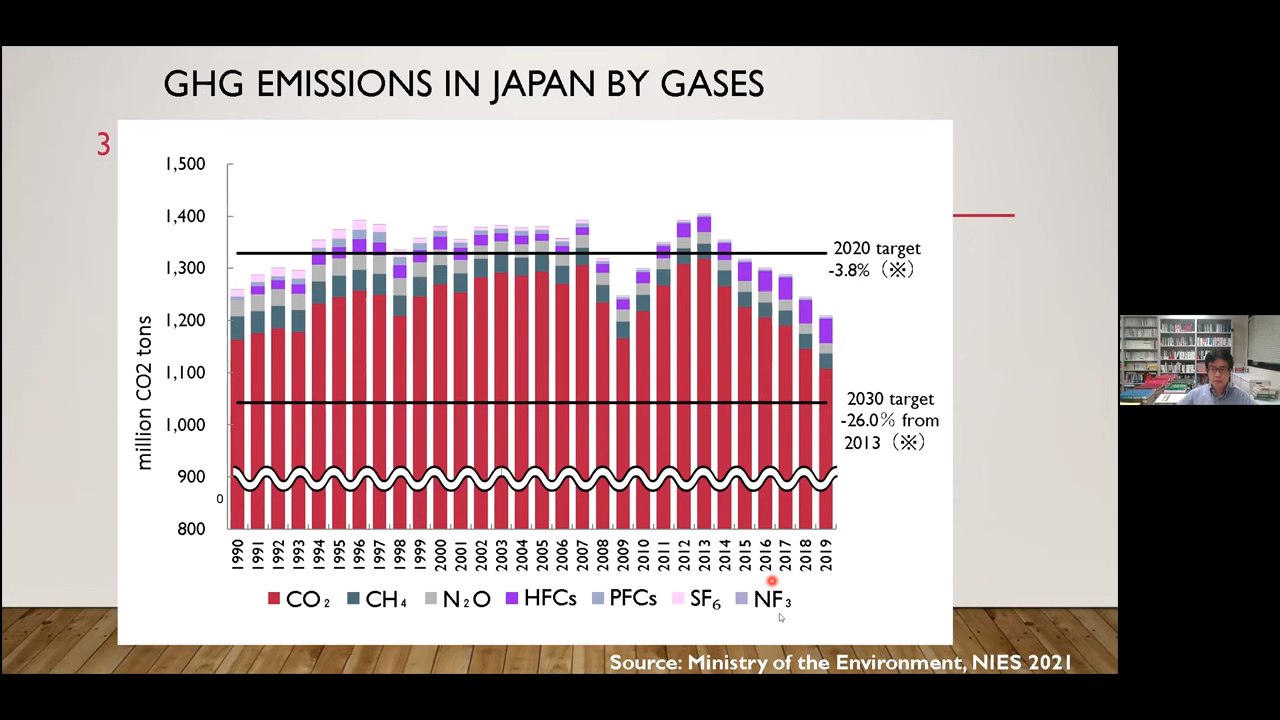 GHG EMISSIONS IN JAPAN BY GASES
3
1,500
1,400
1,300
1,200
1,100
1,000
900
0
800
million CO2 tons
2020 target
-3.8%（※）
2030 target
-26.0% from
2013（※）
1990 1991 1992 1993 1994 1995 1996 1997 1998 1999 2000 2001 2002 2003 2004 2005 2006 2007 2008 2009 2010 2011 2012 2013 2014 2015 2016 2017 2018 2019
CO₂ CH₄ N₂O HFCs PFCs SF₆ NF₃
Source: Ministry of the Environment, NIES 2021